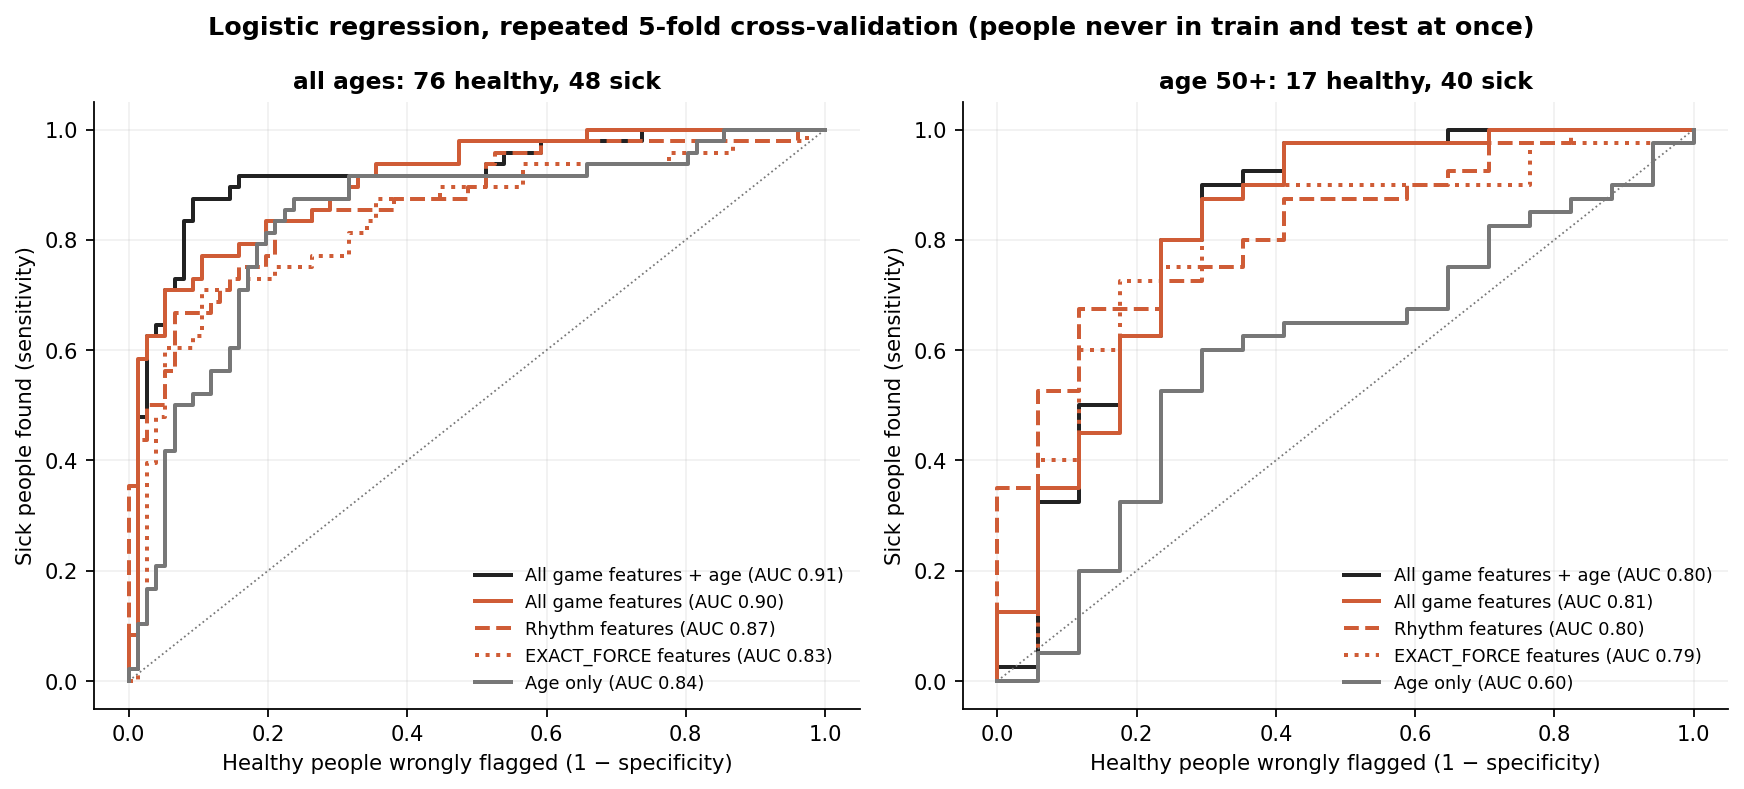 Logistic regression, repeated 5-fold cross-validation (people never in train and test at once)
all ages: 76 healthy, 48 sick
1.0
0.8
0.6
0.4
0.2
0.0
Sick people found (sensitivity)
All game features + age (AUC 0.91)
All game features (AUC 0.90)
Rhythm features (AUC 0.87)
EXACT_FORCE features (AUC 0.83)
Age only (AUC 0.84)
0.0 0.2 0.4 0.6 0.8 1.0
Healthy people wrongly flagged (1 − specificity)
age 50+: 17 healthy, 40 sick
1.0
0.8
0.6
0.4
0.2
0.0
Sick people found (sensitivity)
All game features + age (AUC 0.80)
All game features (AUC 0.81)
Rhythm features (AUC 0.80)
EXACT_FORCE features (AUC 0.79)
Age only (AUC 0.60)
0.0 0.2 0.4 0.6 0.8 1.0
Healthy people wrongly flagged (1 − specificity)